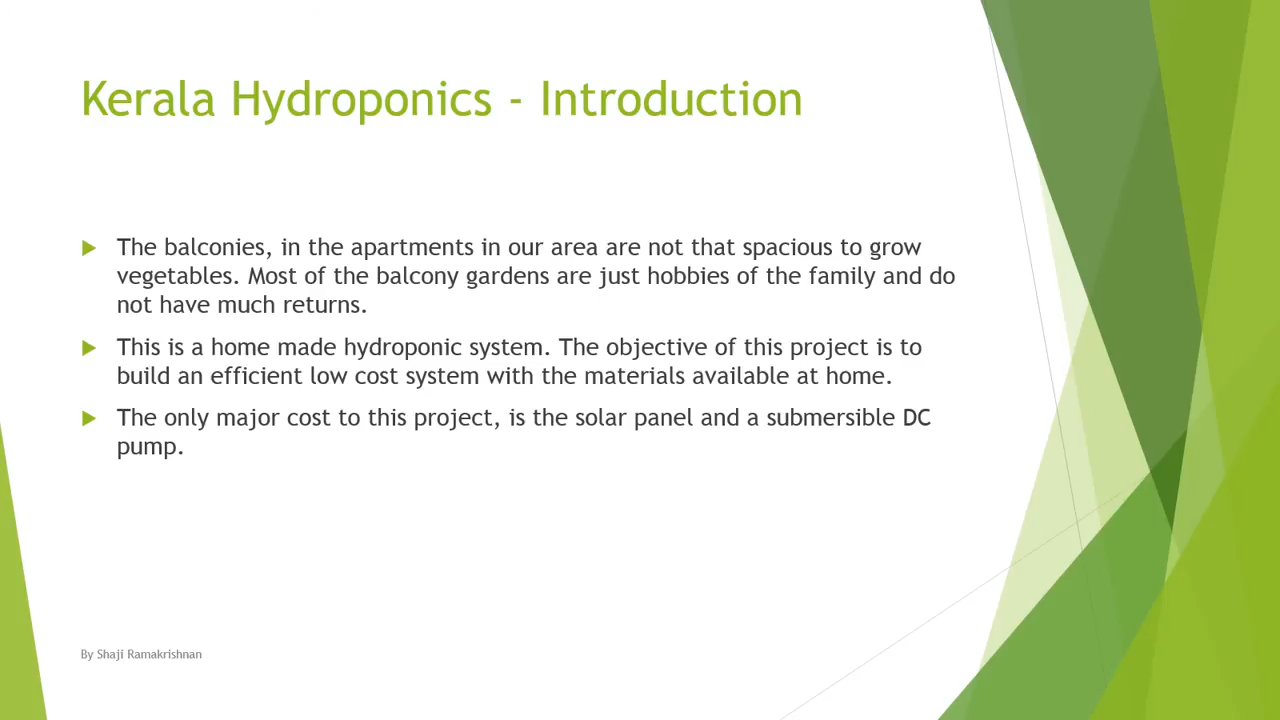 Kerala Hydroponics - Introduction
The balconies, in the apartments in our area are not that spacious to grow
vegetables. Most of the balcony gardens are just hobbies of the family and do
not have much returns.
This is a home made hydroponic system. The objective of this project is to
build an efficient low cost system with the materials available at home.
The only major cost to this project, is the solar panel and a submersible DC
pump.
By Shaji Ramakrishnan